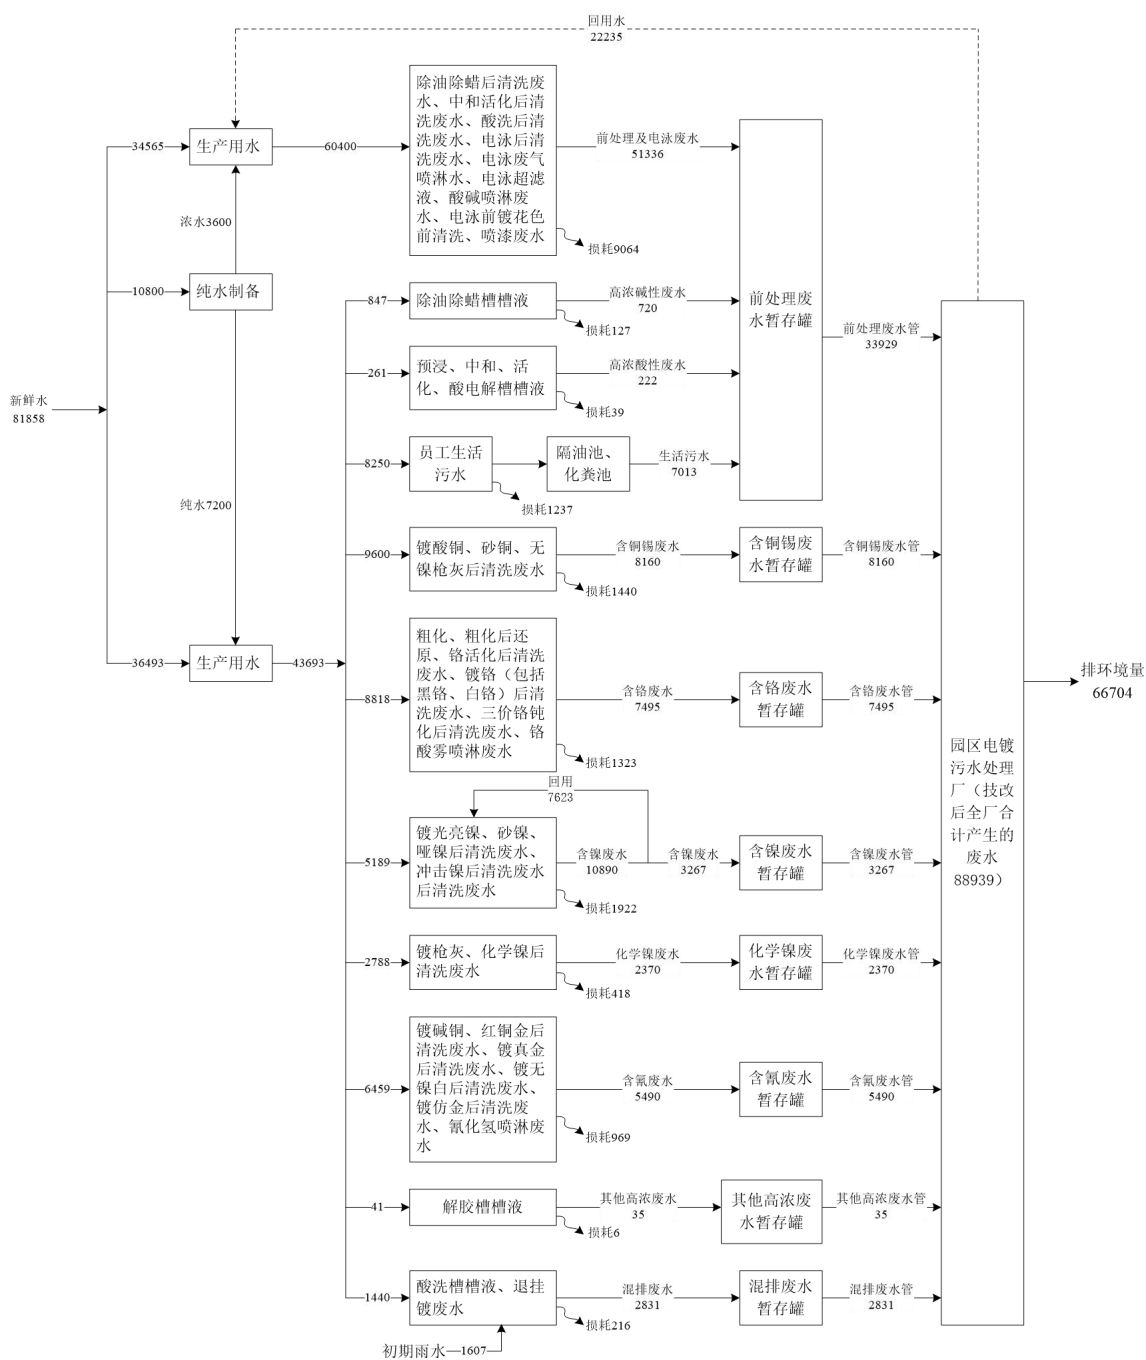 回用水
22235
除油除蜡后清洗废
水、中和活化后清
洗废水、酸洗后清
洗废水、电泳后清
洗废水、电泳废气
喷淋水、电泳超滤
液、酸碱喷淋废
水、电泳前镀花色
前清洗、喷漆废水
34565
生产用水
60400
前处理及电泳废水
51336
损耗9064
浓水3600
10800
纯水制备
847
除油除蜡槽槽液
高浓碱性废水
720
损耗127
前处理废
水暂存罐
前处理废水管
33929
261
预浸、中和、活
化、酸电解槽槽液
高浓酸性废水
222
损耗39
新鲜水
81858
8250
员工生活
污水
隔油池、
化粪池
生活污水
7013
损耗1237
纯水7200
9600
镀酸铜、砂铜、无
镍枪灰后清洗废水
含铜锡废水
8160
损耗1440
含铜锡废
水暂存罐
含铜锡废水管
8160
36493
生产用水
43693
8818
粗化、粗化后还
原、铬活化后清洗
废水、镀铬（包括
黑铬、白铬）后清
洗废水、三价铬钝
化后清洗废水、铬
酸雾喷淋废水
含铬废水
7495
损耗1323
含铬废水
暂存罐
含铬废水管
7495
排环境量
66704
园区电镀
污水处理
厂（技改
后全厂合
计产生的
废水
88939）
回用
7623
5189
镀光亮镍、砂镍、
哑镍后清洗废水、
冲击镍后清洗废水
后清洗废水
含镍废水
10890
损耗1922
含镍废水
3267
含镍废水
暂存罐
含镍废水管
3267
2788
镀枪灰、化学镍后
清洗废水
化学镍废水
2370
损耗418
化学镍废
水暂存罐
化学镍废水管
2370
6459
镀碱铜、红铜金后
清洗废水、镀真金
后清洗废水、镀无
镍白后清洗废水、
镀仿金后清洗废
水、氰化氢喷淋废
水
含氰废水
5490
损耗969
含氰废水
暂存罐
含氰废水管
5490
41
解胶槽槽液
其他高浓废水
35
损耗6
其他高浓废
水暂存罐
其他高浓废水管
35
1440
酸洗槽槽液、退挂
镀废水
混排废水
2831
损耗216
混排废水
暂存罐
混排废水管
2831
初期雨水 1607